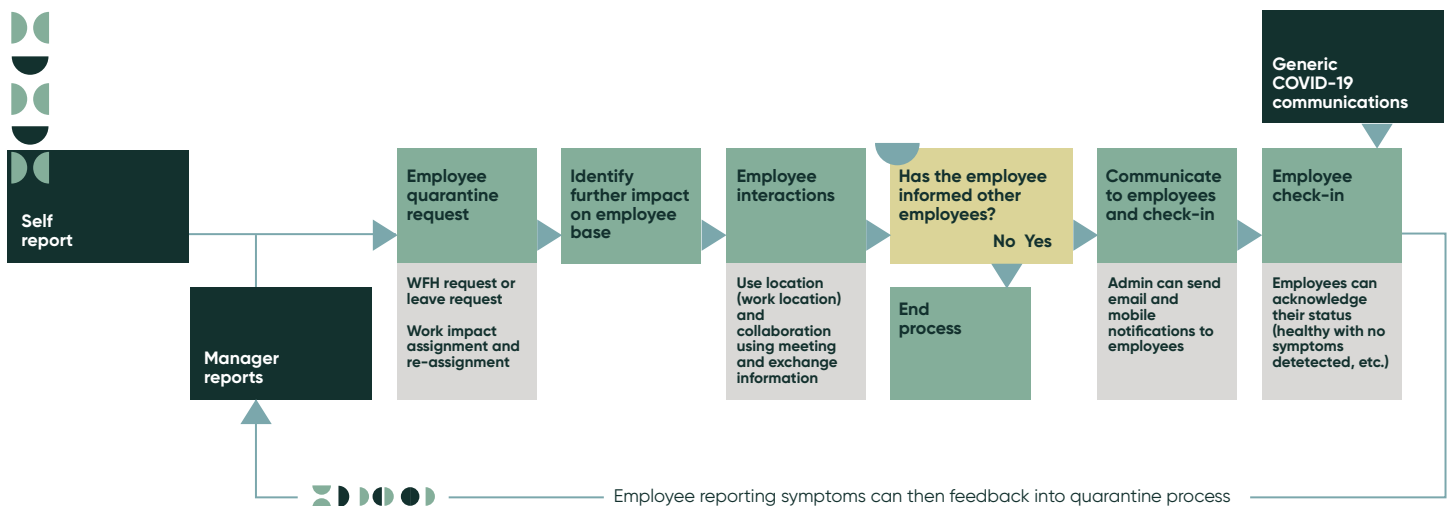 Generic
COVID-19
communications
Self
report
Manager
reports
Employee
quarantine
request
WFH request or
leave request
Work impact
assignment and
re-assignment
Identify
further impact
on employee
base
Employee
interactions
Use location
(work location)
and
collaboration
using meeting
and exchange
information
Has the employee
informed other
employees?
No Yes
End
process
Communicate
to employees
and check-in
Admin can send
email and
mobile
notifications to
employees
Employee
check-in
Employees can
acknowledge
their status
(healthy with no
symptoms
detetected, etc.)
Employee reporting symptoms can then feedback into quarantine process